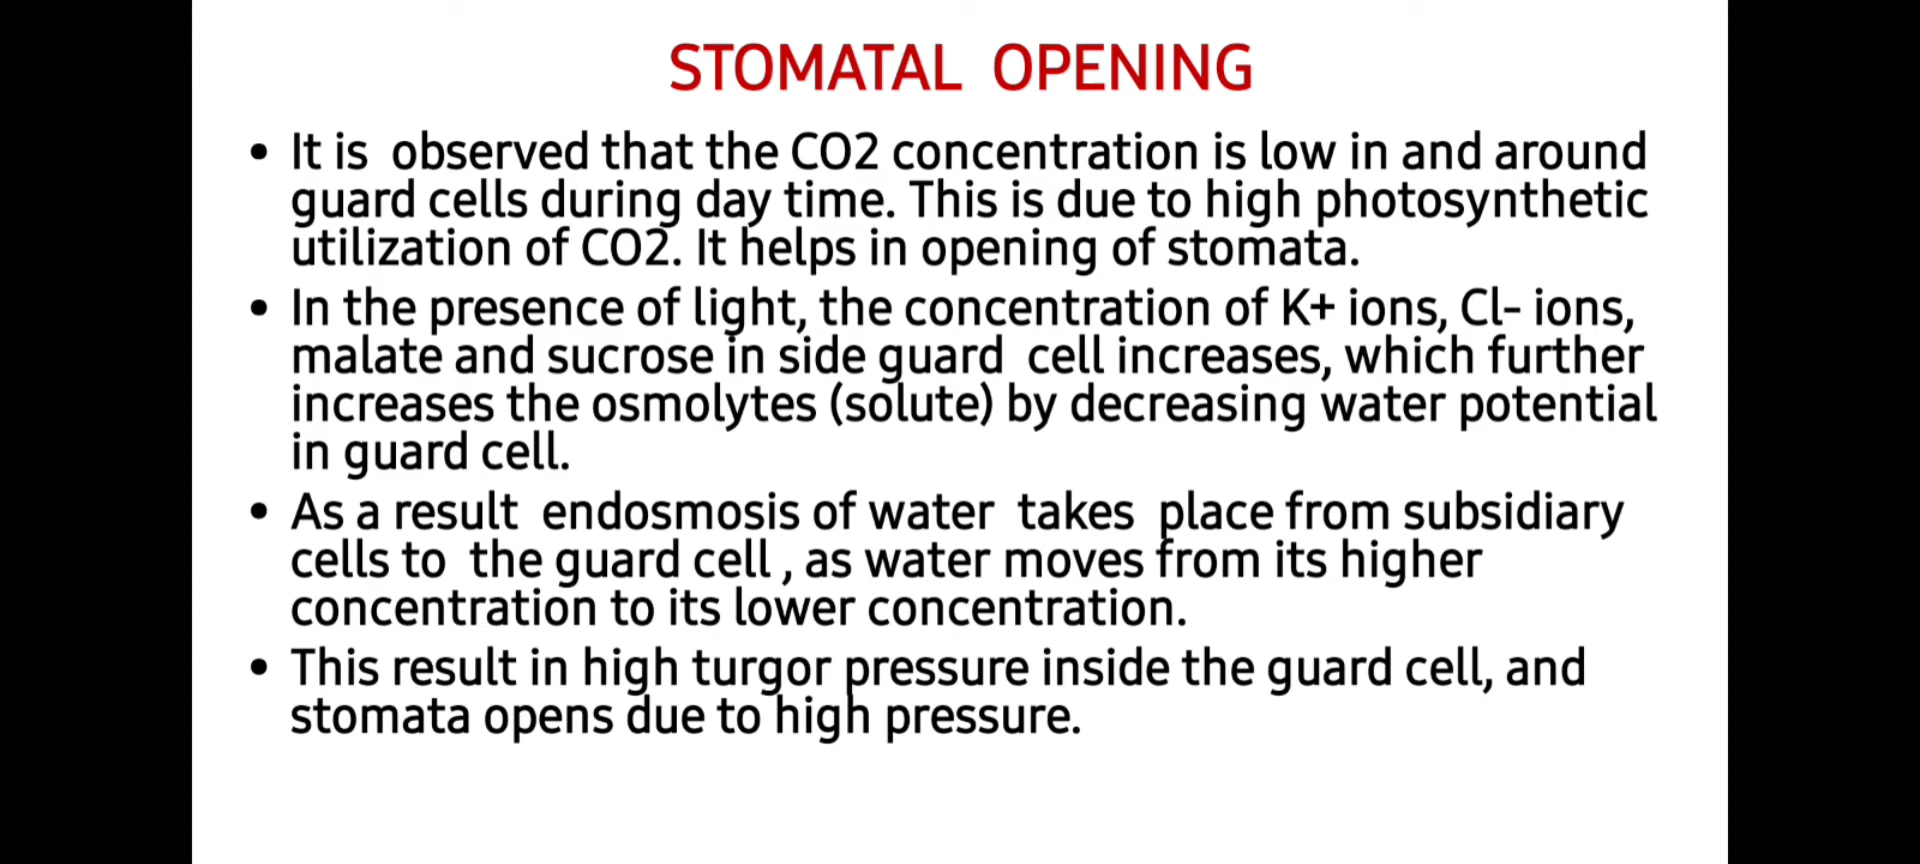 STOMATAL OPENING
• It is observed that the CO2 concentration is low in and around
guard cells during day time. This is due to high photosynthetic
utilization of CO2. It helps in opening of stomata.
• In the presence of light, the concentration of K+ ions, Cl- ions,
malate and sucrose in side guard cell increases, which further
increases the osmolytes (solute) by decreasing water potential
in guard cell.
• As a result endosmosis of water takes place from subsidiary
cells to the guard cell , as water moves from its higher
concentration to its lower concentration.
• This result in high turgor pressure inside the guard cell, and
stomata opens due to high pressure.